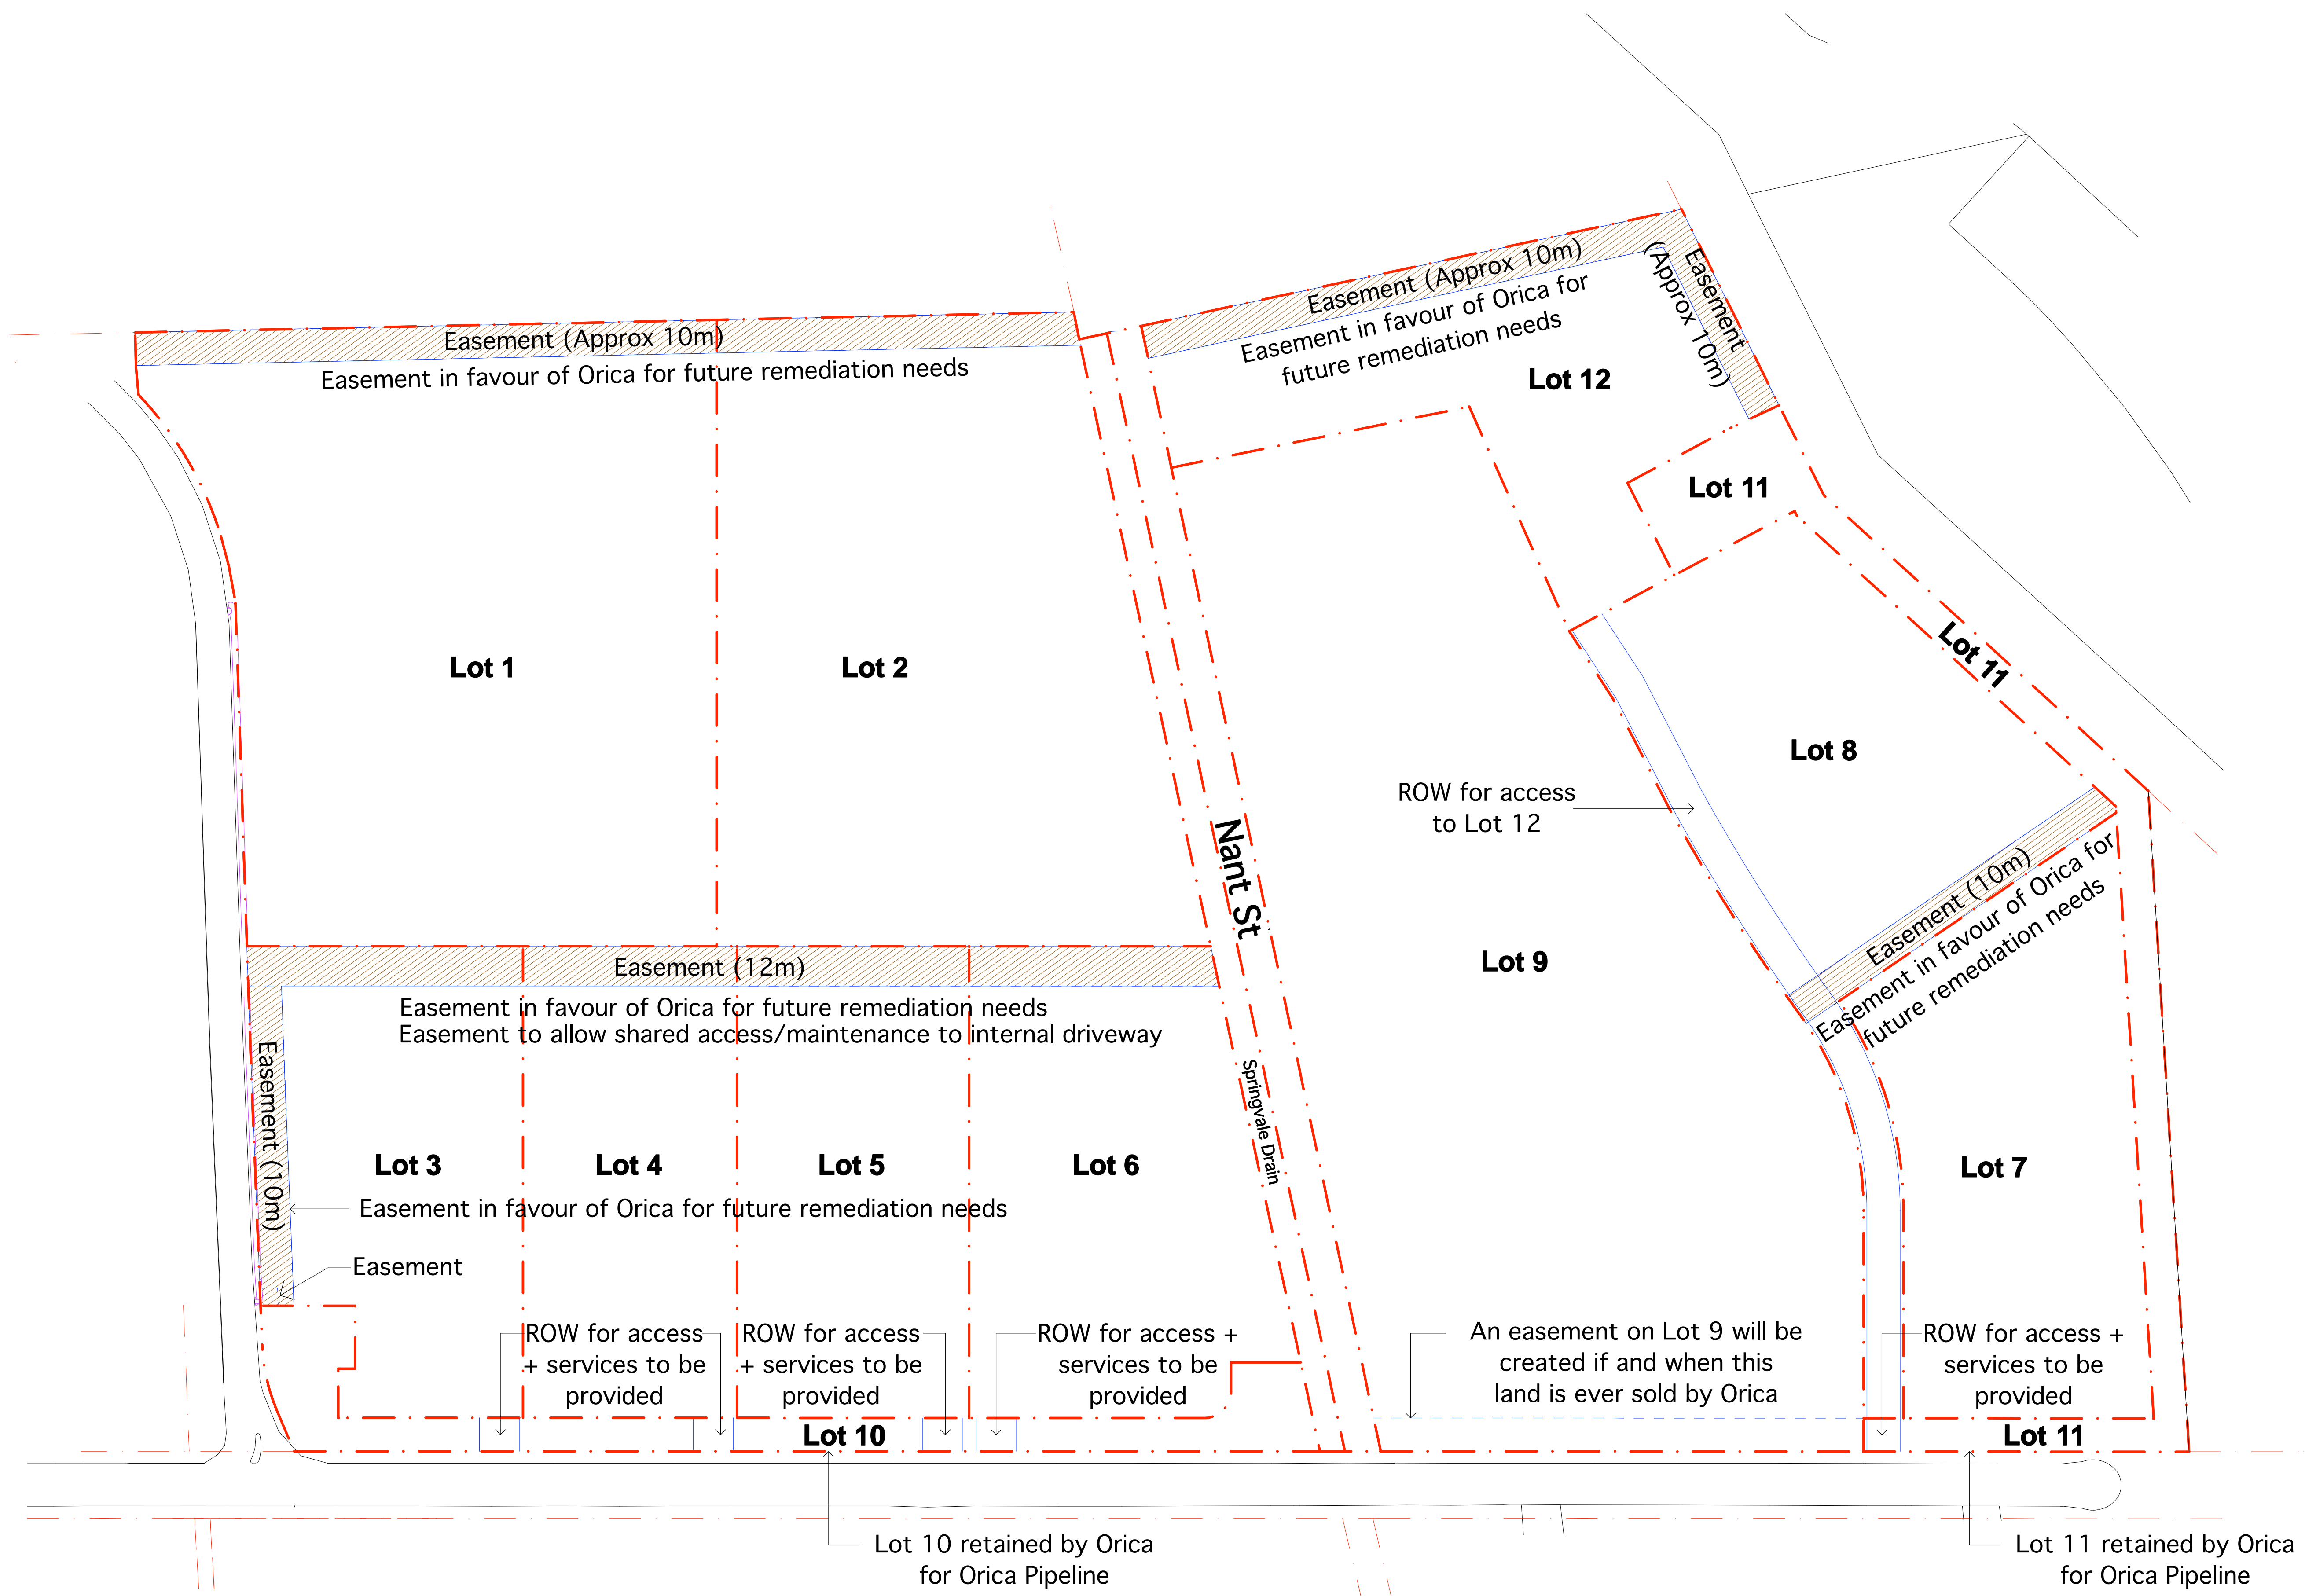 Easement (Approx 10m)
Easement in favour of Orica for
future remediation needs
Easement
(Approx 10m)
Lot 12
Easement (Approx 10m)
Easement in favour of Orica for future remediation needs
Lot 11
Lot 1
Lot 2
Lot 11
Lot 8
ROW for access
to Lot 12
Nant St
Easement (10m)
Easement in favour of Orica for
future remediation needs
Lot 9
Easement (12m)
Easement in favour of Orica for future remediation needs
Easement to allow shared access/maintenance to internal driveway
Easement (10m)
Springvale Drain
Lot 3
Lot 4
Lot 5
Lot 6
Lot 7
Easement in favour of Orica for future remediation needs
Easement
ROW for access
+ services to be
provided
ROW for access
+ services to be
provided
ROW for access +
services to be
provided
An easement on Lot 9 will be
created if and when this
land is ever sold by Orica
ROW for access +
services to be
provided
Lot 10
Lot 11
Lot 10 retained by Orica
for Orica Pipeline
Lot 11 retained by Orica
for Orica Pipeline